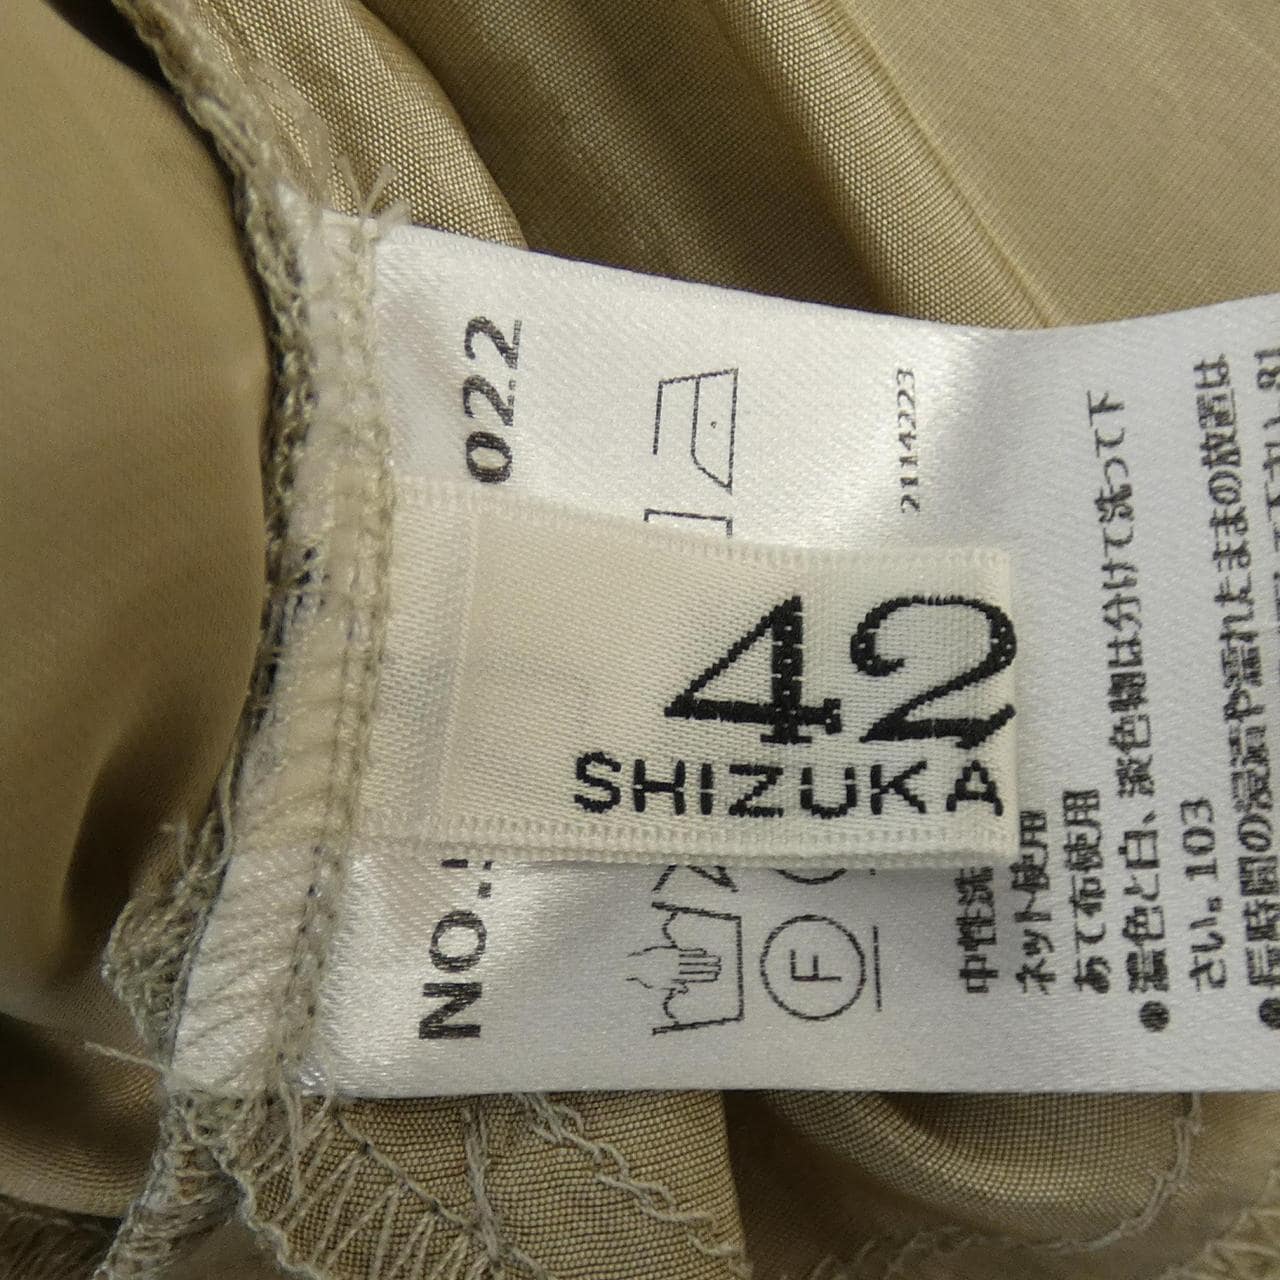 42
SHIZUKA
NO.
022
F
2114223
中性洗
ネット使用
あて布使用
●濃色と白、淡色物は分けて洗って下
さい。103
●長時間の浸漬や濡れたままの放置は